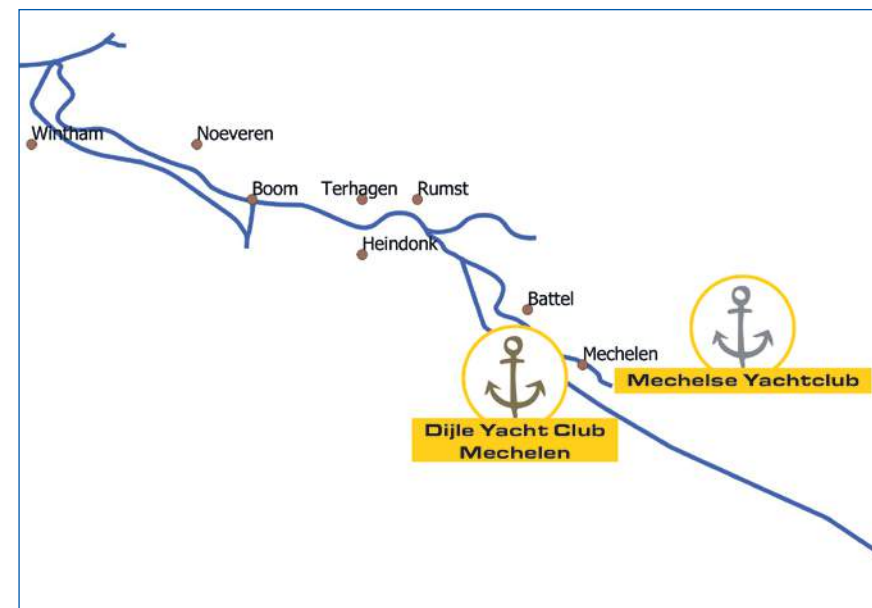 Wintham
Noeveren
Boom
Terhagen
Rumst
Heindonk
Battel
Mechelen
Mechelse Yachtclub
Dijle Yacht Club
Mechelen